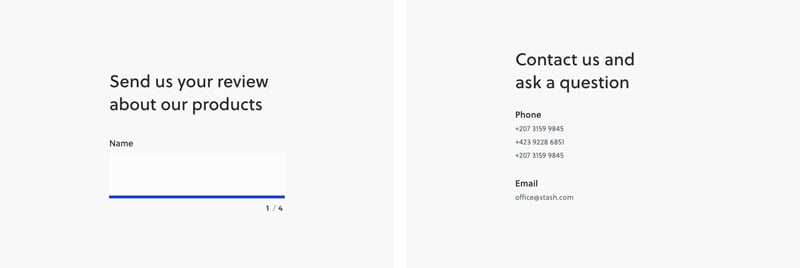 Send us your review
about our products
Name
1 / 4
Contact us and
ask a question
Phone
+207 3159 9845
+423 9228 6851
+207 3159 9845
Email
office@stash.com